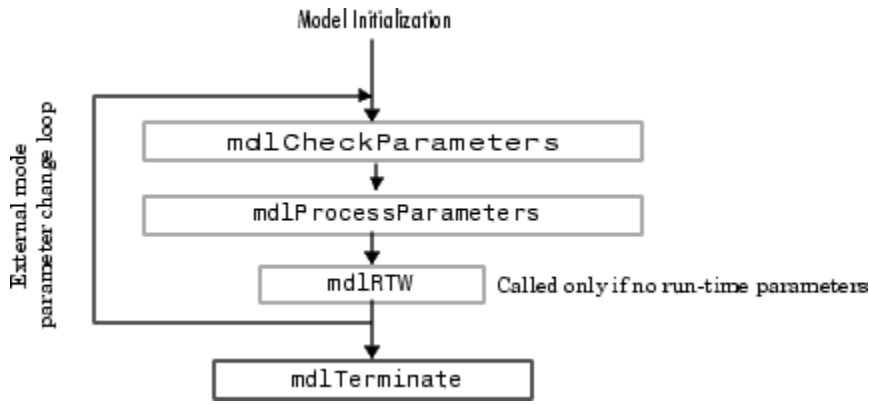 Model Initialization
External mode
parameter change loop
mdlCheckParameters
mdlProcessParameters
mdlRTW
Called only if no run-time parameters
mdlTerminate